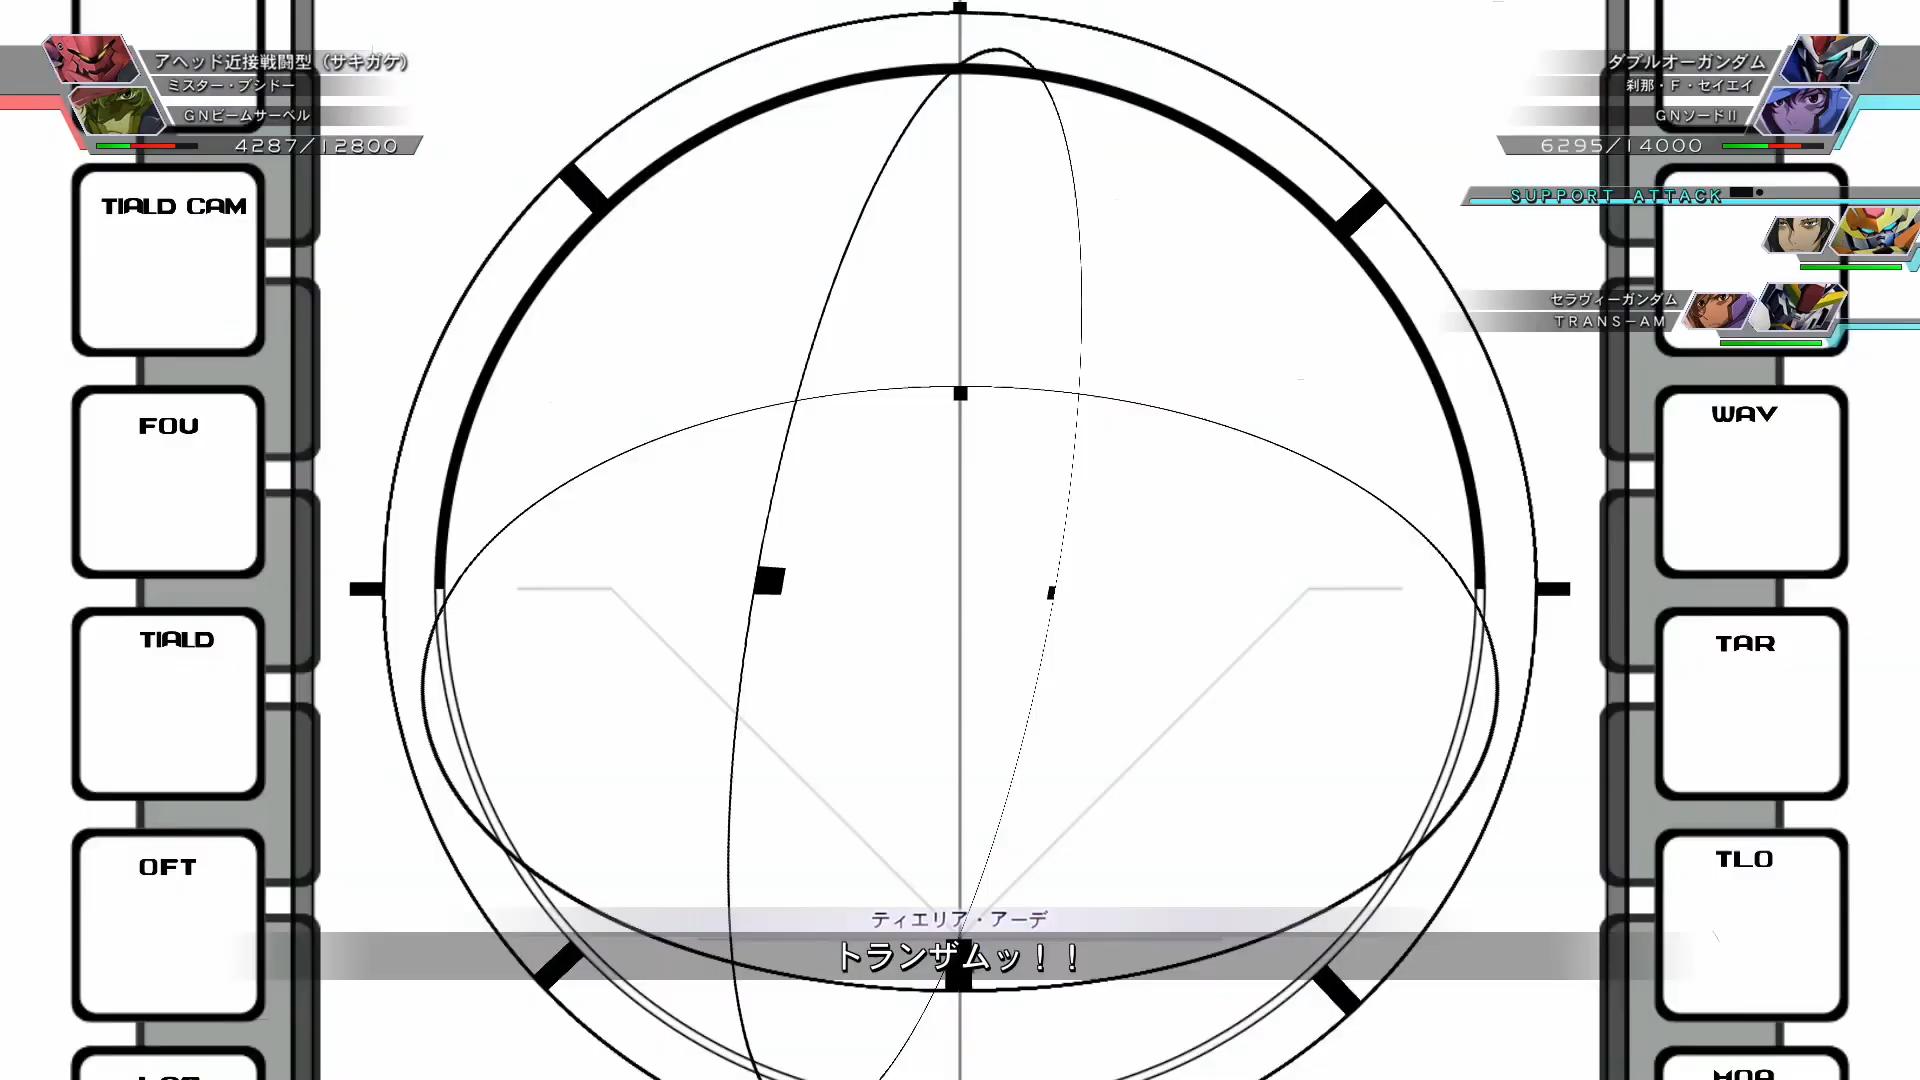 アヘッド近接戦闘型（サキガケ）
ミスター・ブシドー
GNビームサーベル
4287/12800
ダブルオーガンダム
刹那・F・セイエイ
GNソードII
6295/14000
SUPPORT ATTACK
セラヴィーガンダム
TRANS-AM
TIALD CAM
FOU
TIALD
OFT
WAV
TAR
TLO
ティエリア・アーデ
トランザムッ！！